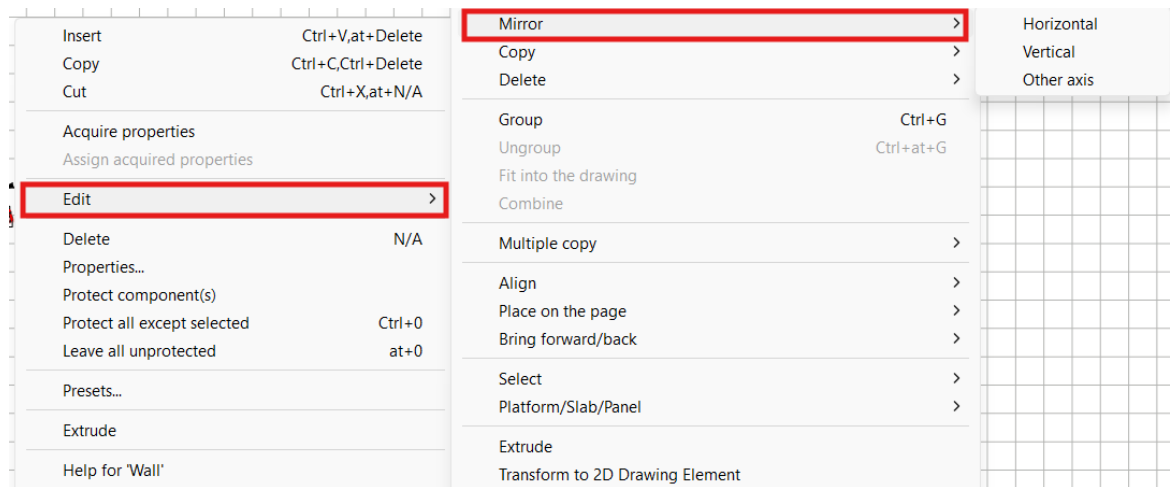 Insert Ctrl+V,at+Delete
Copy Ctrl+C,Ctrl+Delete
Cut Ctrl+X,at+N/A
Acquire properties
Assign acquired properties
Edit
Delete N/A
Properties...
Protect component(s)
Protect all except selected Ctrl+0
Leave all unprotected at+0
Presets...
Extrude
Help for 'Wall'
Mirror
Copy
Delete
Group Ctrl+G
Ungroup Ctrl+at+G
Fit into the drawing
Combine
Multiple copy
Align
Place on the page
Bring forward/back
Select
Platform/Slab/Panel
Extrude
Transform to 2D Drawing Element
Horizontal
Vertical
Other axis